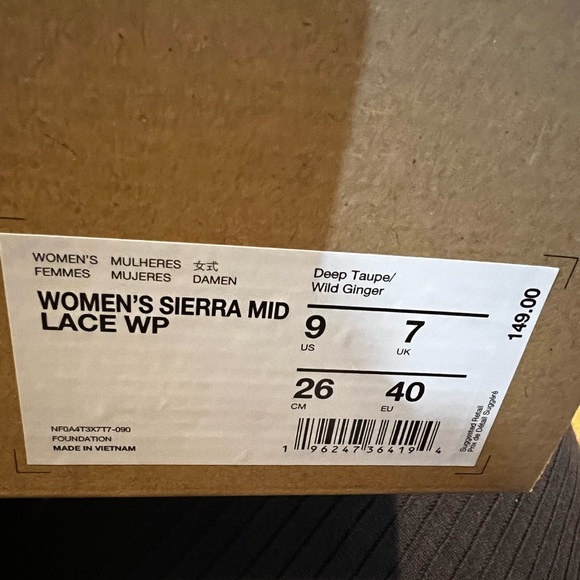 WOMEN'S MULHERES 女式
FEMMES MUJERES DAMEN
WOMEN'S SIERRA MID
LACE WP
Deep Taupe/
Wild Ginger
9 7
US UK
26 40
CM EU
149.00
Suggested Retail
Prix de Détail Suggéré
NF0A4T3X7T7-090
FOUNDATION
MADE IN VIETNAM
1 96247 36419 4